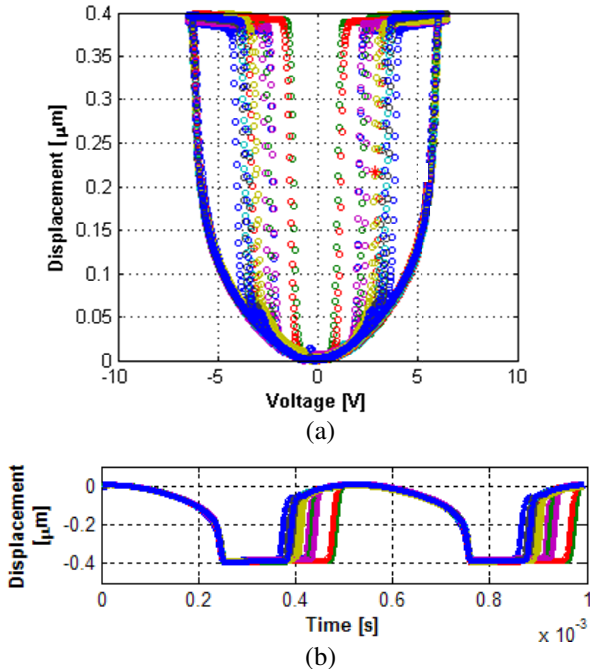 0.4
0.35
0.3
0.25
0.2
0.15
0.1
0.05
0
Displacement [μm]
-10 -5 0 5 10
Voltage [V]
(a)
0
-0.2
-0.4
Displacement
[μm]
0 0.2 0.4 0.6 0.8 1
Time [s]
x 10⁻³
(b)